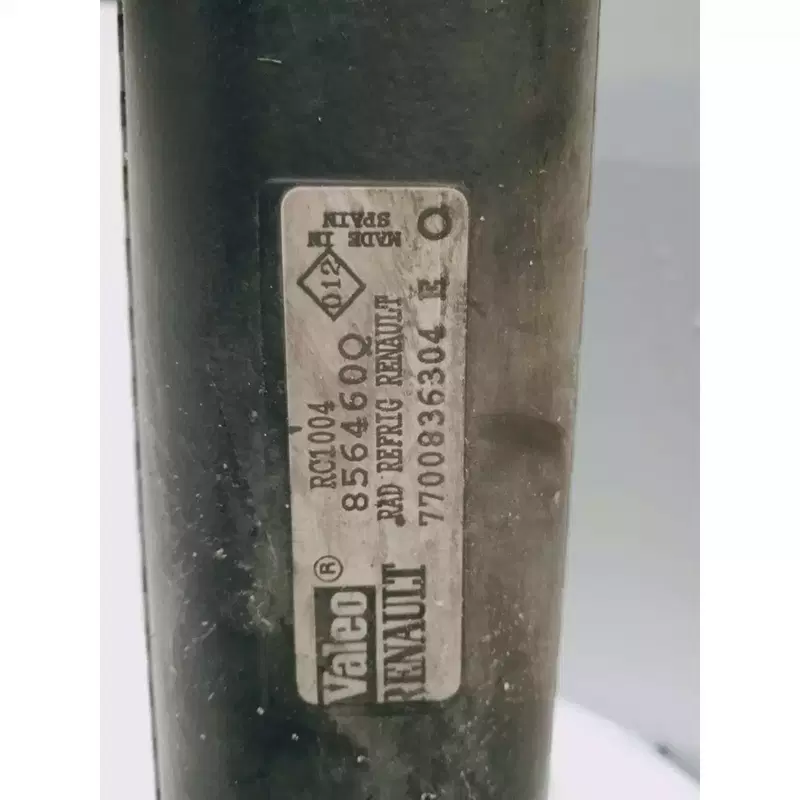 Valeo®
RENAULT
RC1004
856460Q
RAD REFRIG RENAULT
7700836304 E O
012
MADE IN
SPAIN